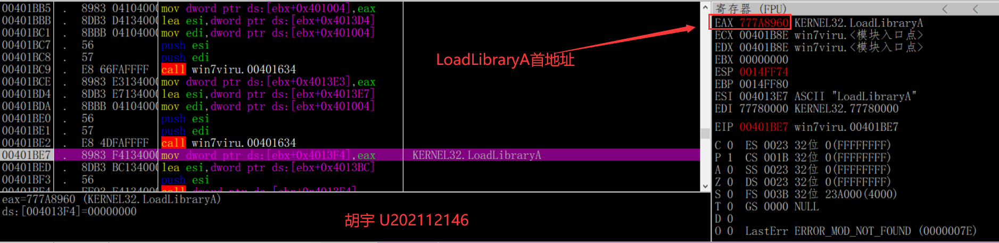 00401BB5 . 8983 04104000 mov dword ptr ds:[ebx+0x401004],eax
00401BBB . 8DB3 D4134000 lea esi,dword ptr ds:[ebx+0x4013D4]
00401BC1 . 8BBB 04104000 mov edi,dword ptr ds:[ebx+0x401004]
00401BC7 . 56 push esi
00401BC8 . 57 push edi
00401BC9 . E8 66FAFFFF call win7viru.00401634
00401BCE . 8983 E3134000 mov dword ptr ds:[ebx+0x4013E3],eax
00401BD4 . 8DB3 E7134000 lea esi,dword ptr ds:[ebx+0x4013E7]
00401BDA . 8BBB 04104000 mov edi,dword ptr ds:[ebx+0x401004]
00401BE0 . 56 push esi
00401BE1 . 57 push edi
00401BE2 . E8 4DFAFFFF call win7viru.00401634
00401BE7 . 8983 F4134000 mov dword ptr ds:[ebx+0x4013F4],eax KERNEL32.LoadLibraryA
00401BED . 8DB3 BC134000 lea esi,dword ptr ds:[ebx+0x4013BC]
00401BF3 . 56 push esi
eax=777A8960 (KERNEL32.LoadLibraryA)
ds:[004013F4]=00000000
LoadLibraryA首地址
胡宇 U202112146
寄存器 (FPU) < <
EAX 777A8960 KERNEL32.LoadLibraryA
ECX 00401B8E win7viru.<模块入口点>
EDX 00401B8E win7viru.<模块入口点>
EBX 00000000
ESP 0014FF74
EBP 0014FF80
ESI 004013E7 ASCII "LoadLibraryA"
EDI 77780000 KERNEL32.77780000
EIP 00401BE7 win7viru.00401BE7
C 0 ES 0023 32位 0(FFFFFFFF)
P 1 CS 001B 32位 0(FFFFFFFF)
A 0 SS 0023 32位 0(FFFFFFFF)
Z 0 DS 0023 32位 0(FFFFFFFF)
S 0 FS 003B 32位 23A000(4000)
T 0 GS 0000 NULL
D 0
O 0 LastErr ERROR_MOD_NOT_FOUND (0000007E)